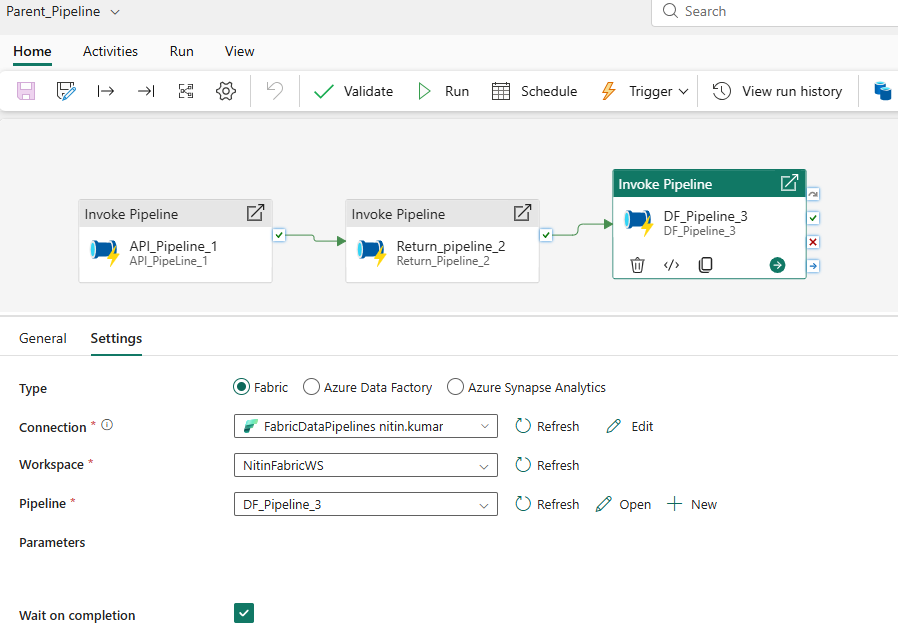 Parent_Pipeline
Search
Home Activities Run View
Validate Run Schedule Trigger View run history
Invoke Pipeline
API_Pipeline_1
API_PipeLine_1
Invoke Pipeline
Return_pipeline_2
Return_Pipeline_2
Invoke Pipeline
DF_Pipeline_3
DF_Pipeline_3
General Settings
Type Fabric Azure Data Factory Azure Synapse Analytics
Connection * FabricDataPipelines nitin.kumar Refresh Edit
Workspace * NitinFabricWS Refresh
Pipeline * DF_Pipeline_3 Refresh Open New
Parameters
Wait on completion